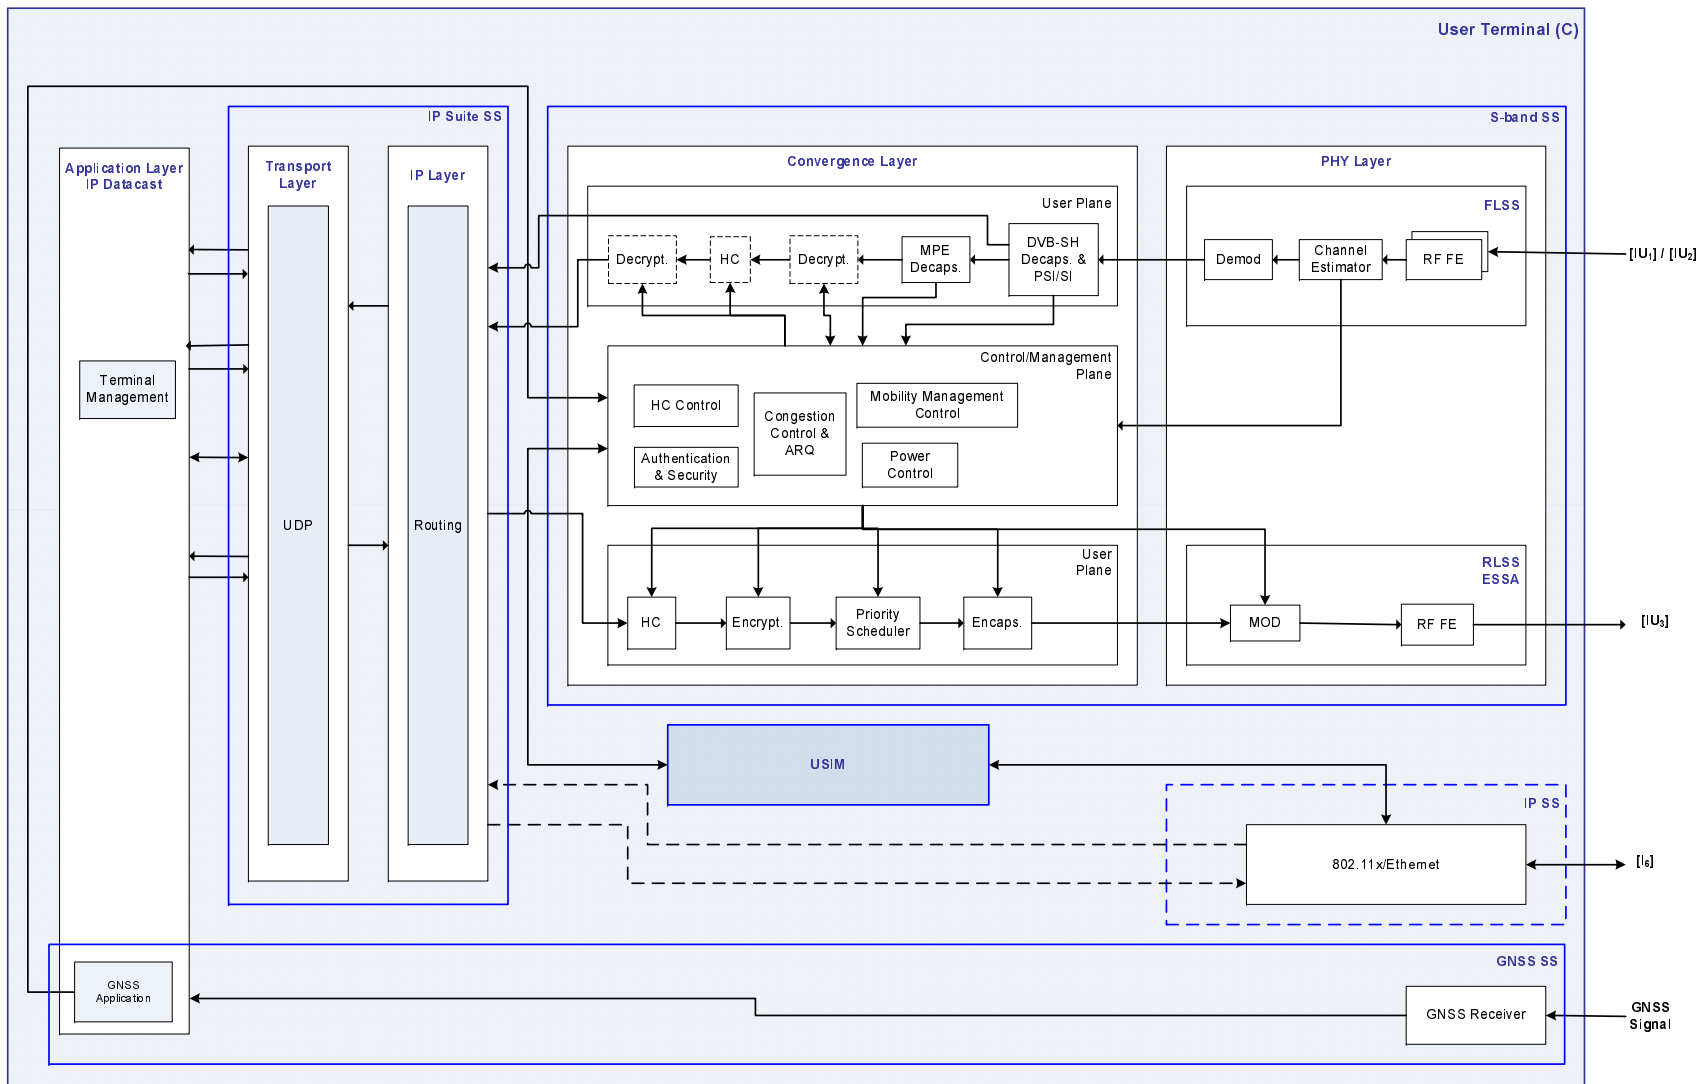 User Terminal (C)
IP Suite SS
S-band SS
Application Layer
IP Datacast
Transport
Layer
IP Layer
Convergence Layer
PHY Layer
User Plane
FLSS
Decrypt.
HC
Decrypt.
MPE
Decaps.
DVB-SH
Decaps. &
PSI/SI
Demod
Channel
Estimator
RF FE
[IU1] / [IU2]
Control/Management
Plane
Terminal
Management
HC Control
Congestion
Control &
ARQ
Mobility Management
Control
Authentication
& Security
Power
Control
UDP
Routing
User
Plane
RLSS
ESSA
HC
Encrypt.
Priority
Scheduler
Encaps.
MOD
RF FE
[IU3]
USIM
IP SS
802.11x/Ethernet
[I6]
GNSS SS
GNSS
Application
GNSS Receiver
GNSS
Signal